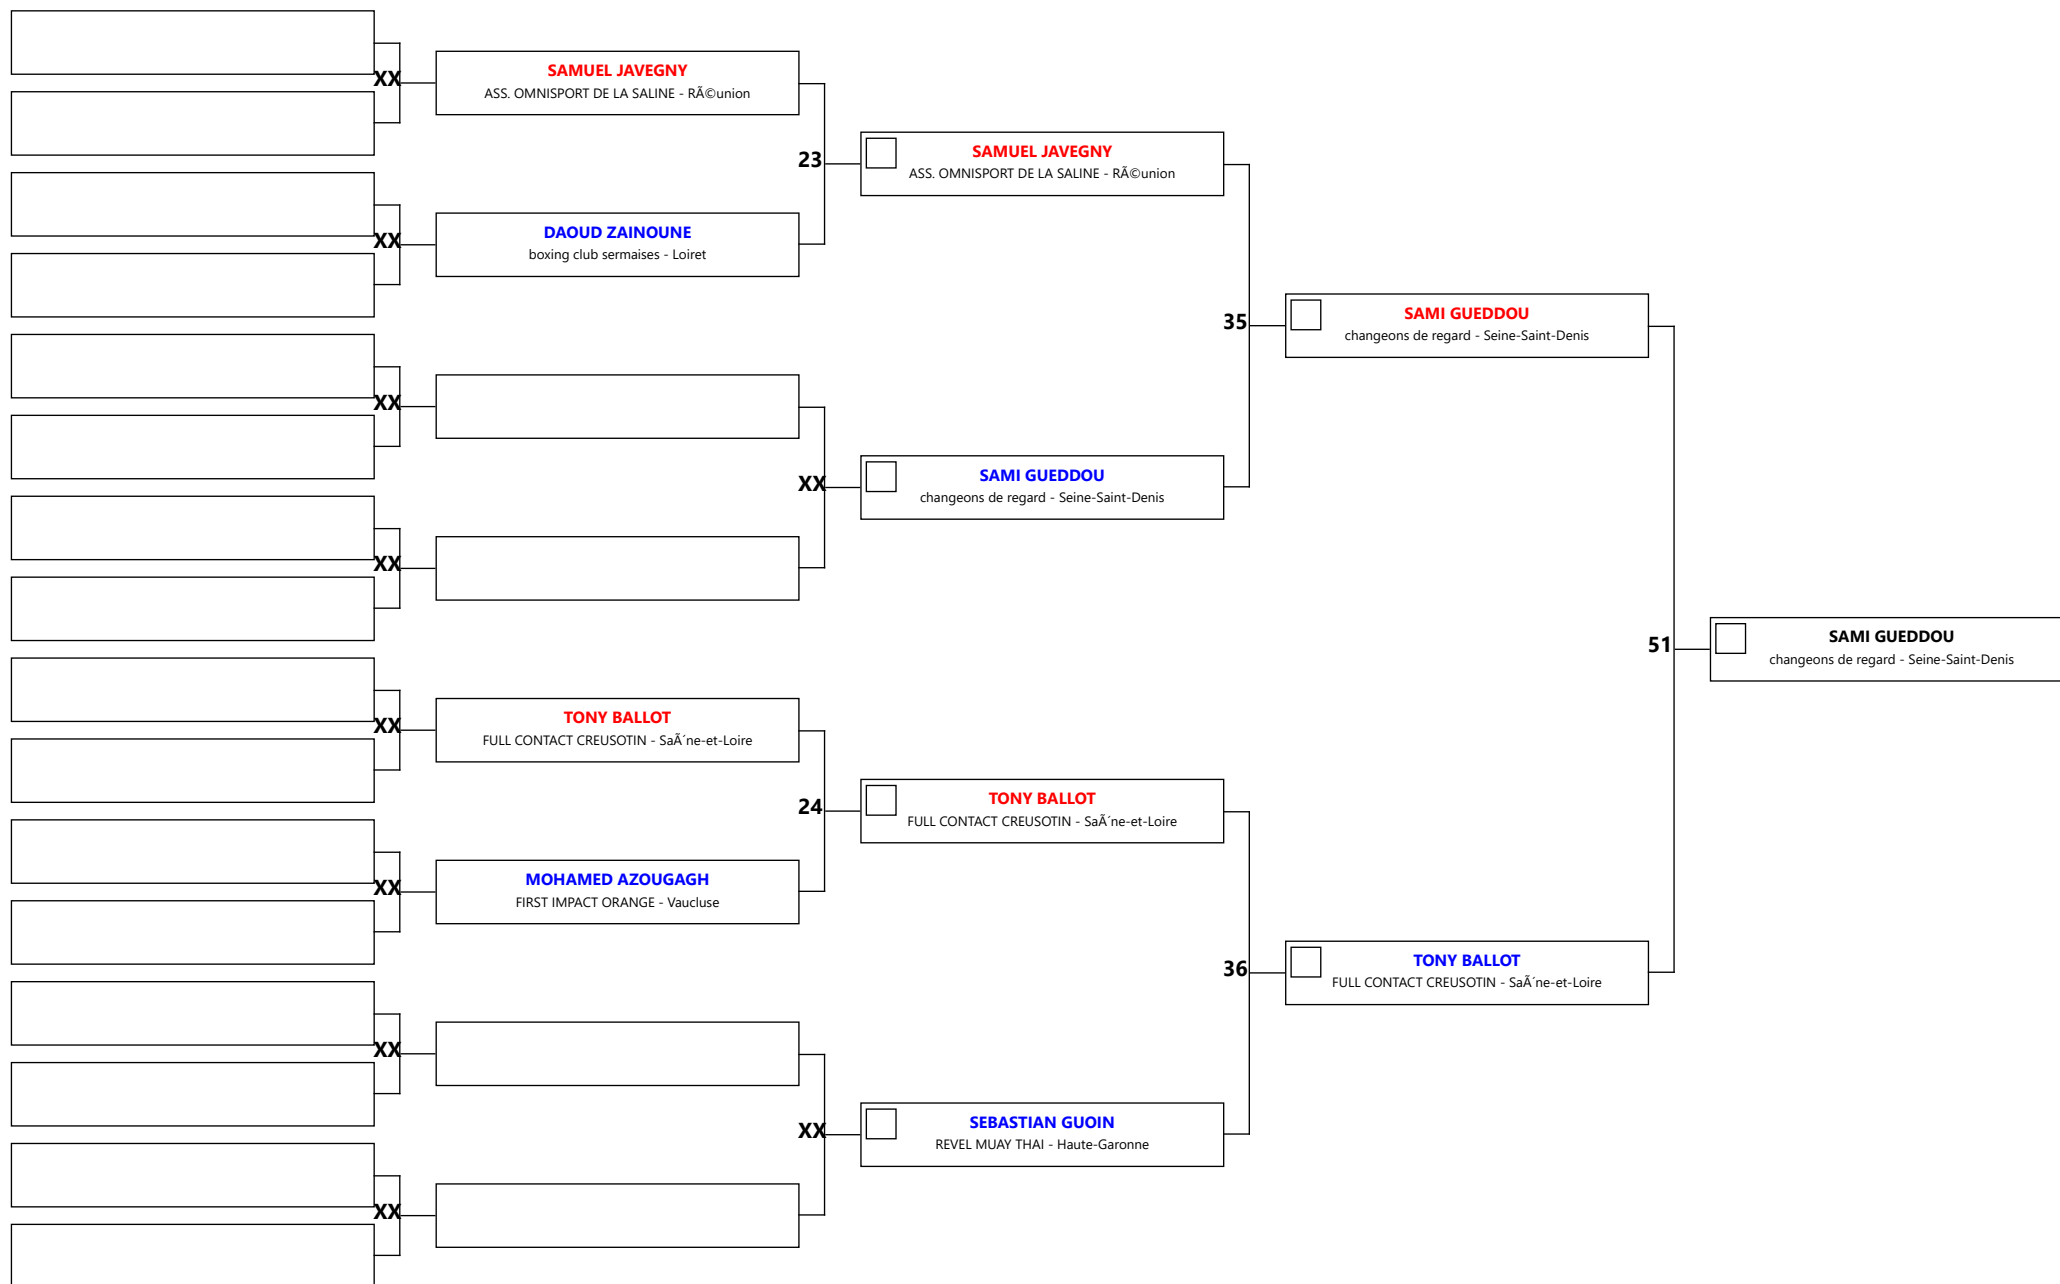 XX
SAMUEL JAVEGNY
ASS. OMNISPORT DE LA SALINE - RÃ©union
XX
DAOUD ZAINOUNE
boxing club sermaises - Loiret
23
SAMUEL JAVEGNY
ASS. OMNISPORT DE LA SALINE - RÃ©union
XX
XX
XX
SAMI GUEDDOU
changeons de regard - Seine-Saint-Denis
35
SAMI GUEDDOU
changeons de regard - Seine-Saint-Denis
XX
TONY BALLOT
FULL CONTACT CREUSOTIN - SaÃ´ne-et-Loire
XX
MOHAMED AZOUGAGH
FIRST IMPACT ORANGE - Vaucluse
24
TONY BALLOT
FULL CONTACT CREUSOTIN - SaÃ´ne-et-Loire
XX
XX
XX
SEBASTIAN GUOIN
REVEL MUAY THAI - Haute-Garonne
36
TONY BALLOT
FULL CONTACT CREUSOTIN - SaÃ´ne-et-Loire
51
SAMI GUEDDOU
changeons de regard - Seine-Saint-Denis